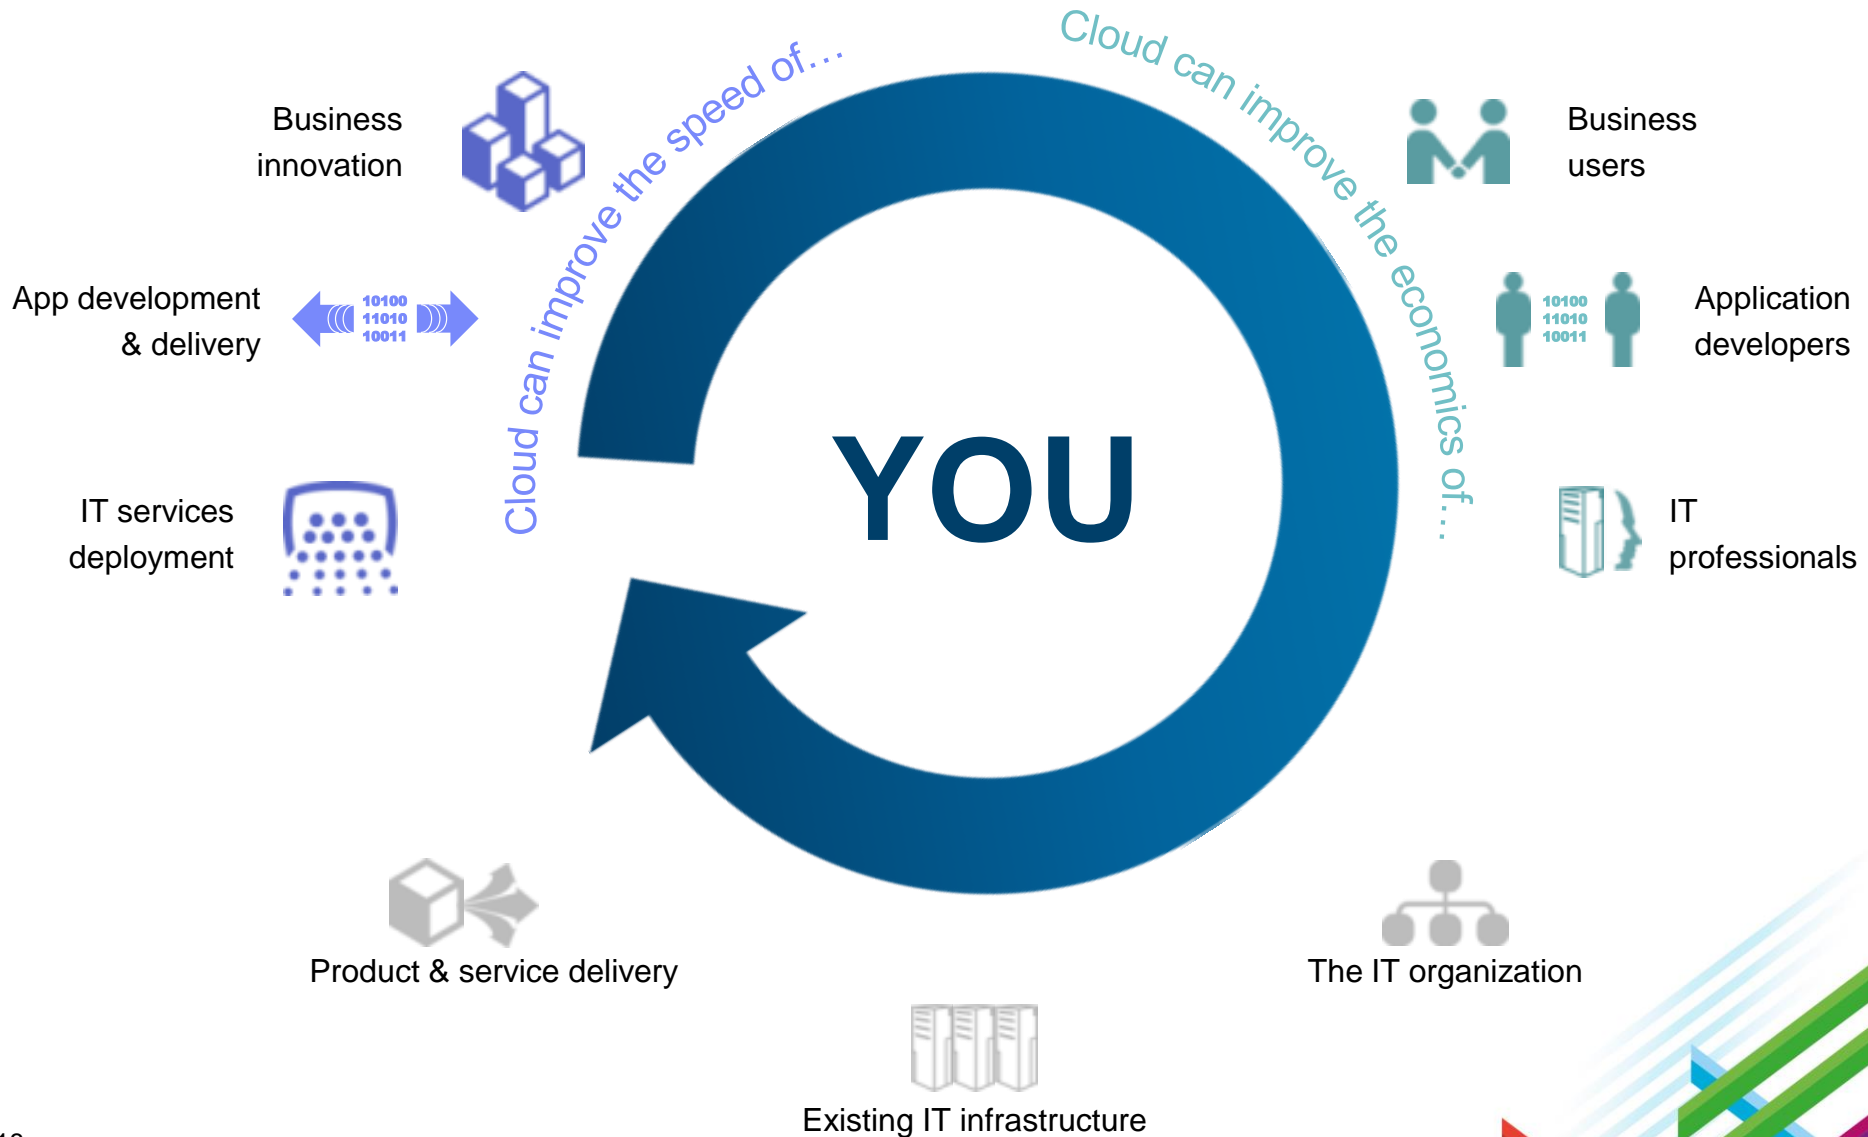 Cloud can improve the speed of…
Cloud can improve the economics of…
Business
innovation
Business
users
App development
& delivery
10100
11010
10011
10100
11010
10011
Application
developers
YOU
IT services
deployment
IT
professionals
Product & service delivery
The IT organization
Existing IT infrastructure